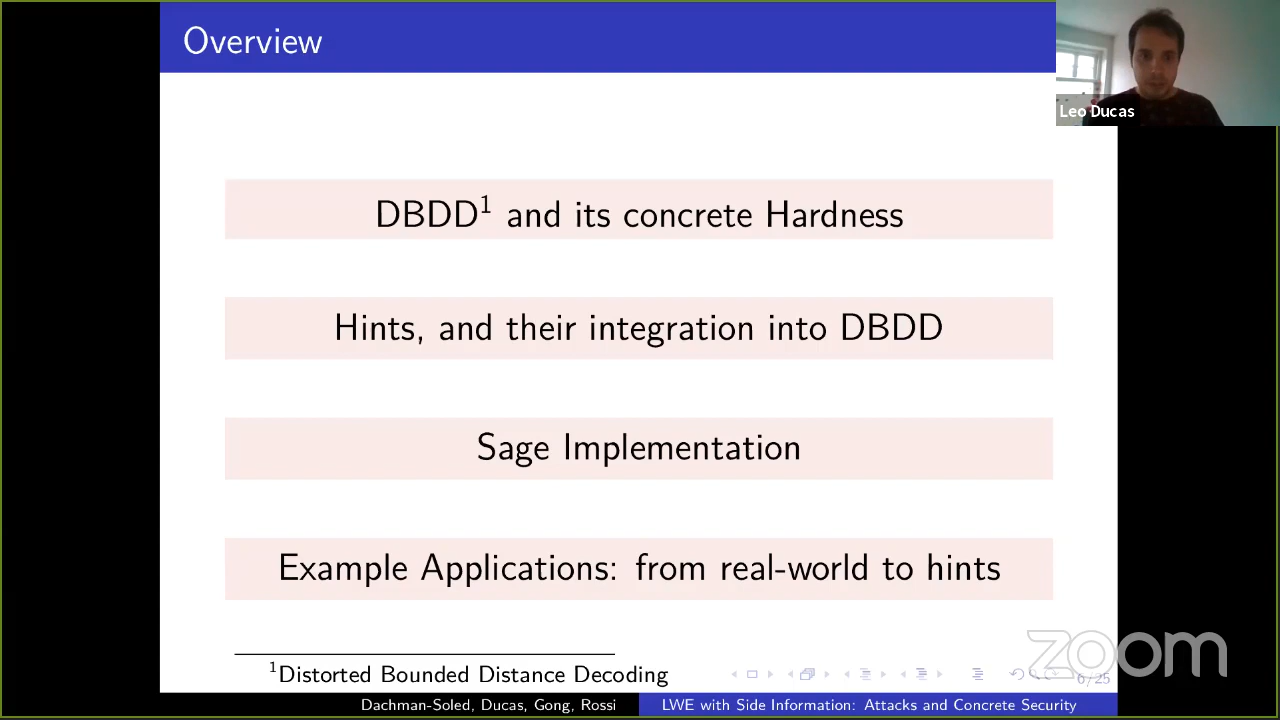 Overview
Leo Ducas
DBDD¹ and its concrete Hardness
Hints, and their integration into DBDD
Sage Implementation
Example Applications: from real-world to hints
¹Distorted Bounded Distance Decoding
6/25
zoom
Dachman-Soled, Ducas, Gong, Rossi
LWE with Side Information: Attacks and Concrete Security